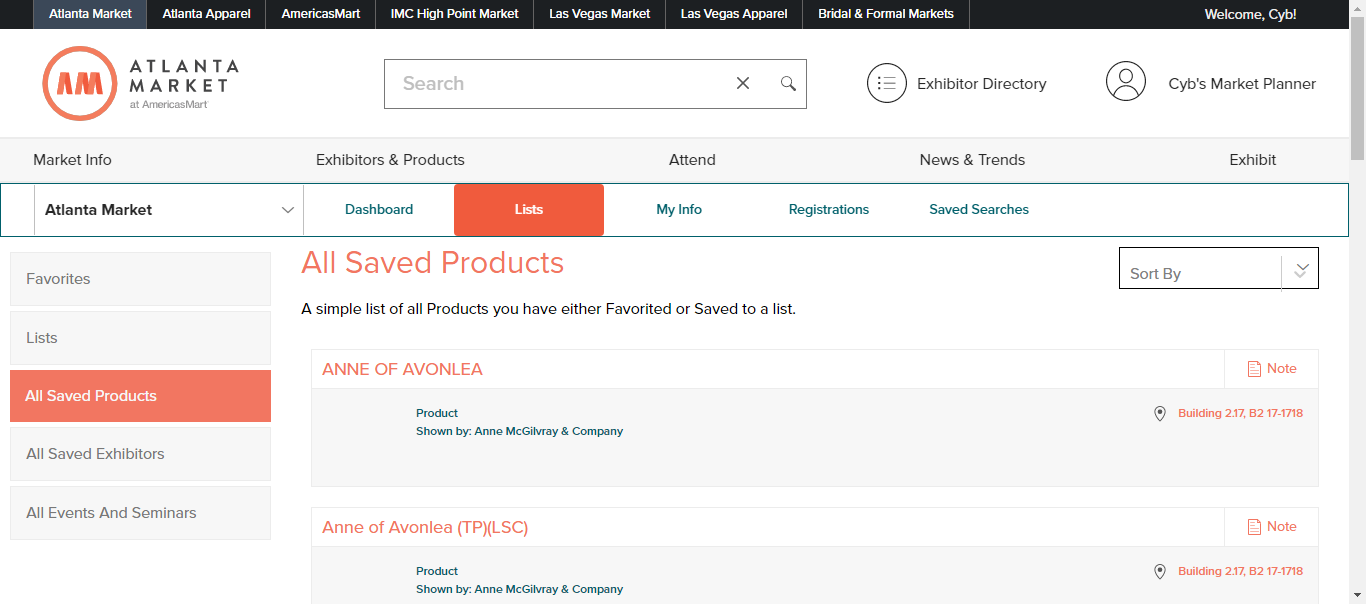 Atlanta Market
Atlanta Apparel
AmericasMart
IMC High Point Market
Las Vegas Market
Las Vegas Apparel
Bridal & Formal Markets
Welcome, Cyb!
AM
ATLANTA
MARKET
at AmericasMart
Search
Exhibitor Directory
Cyb's Market Planner
Market Info
Exhibitors & Products
Attend
News & Trends
Exhibit
Atlanta Market
Dashboard
Lists
My Info
Registrations
Saved Searches
Favorites
Lists
All Saved Products
All Saved Exhibitors
All Events And Seminars
All Saved Products
Sort By
A simple list of all Products you have either Favorited or Saved to a list.
ANNE OF AVONLEA
Note
Product
Shown by: Anne McGilvray & Company
Building 2.17, B2 17-1718
Anne of Avonlea (TP)(LSC)
Note
Product
Shown by: Anne McGilvray & Company
Building 2.17, B2 17-1718